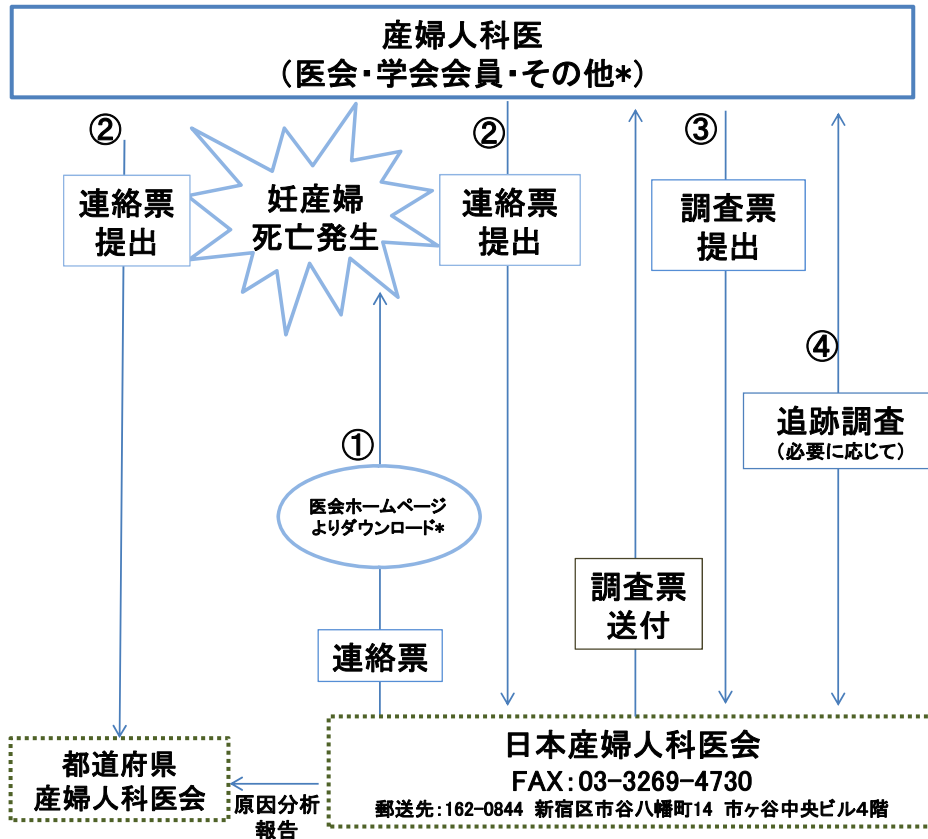 産婦人科医
（医会・学会会員・その他*）
②
連絡票
提出
妊産婦
死亡発生
②
連絡票
提出
③
調査票
提出
④
追跡調査
（必要に応じて）
①
医会ホームページ
よりダウンロード*
連絡票
調査票
送付
都道府県
産婦人科医会
原因分析
報告
日本産婦人科医会
FAX：03-3269-4730
郵送先：162-0844 新宿区市谷八幡町14 市ヶ谷中央ビル4階